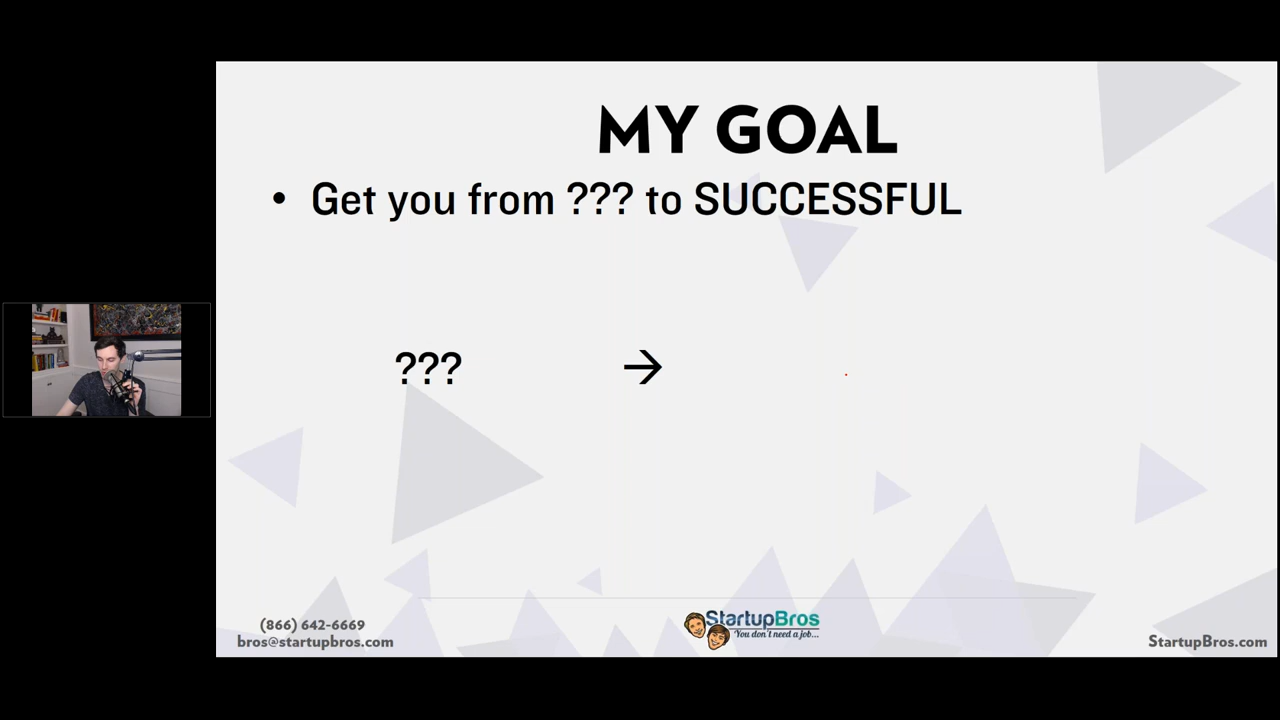 MY GOAL
• Get you from ??? to SUCCESSFUL
??? →
(866) 642-6669
bros@startupbros.com
StartupBros
"You don't need a job...
StartupBros.com